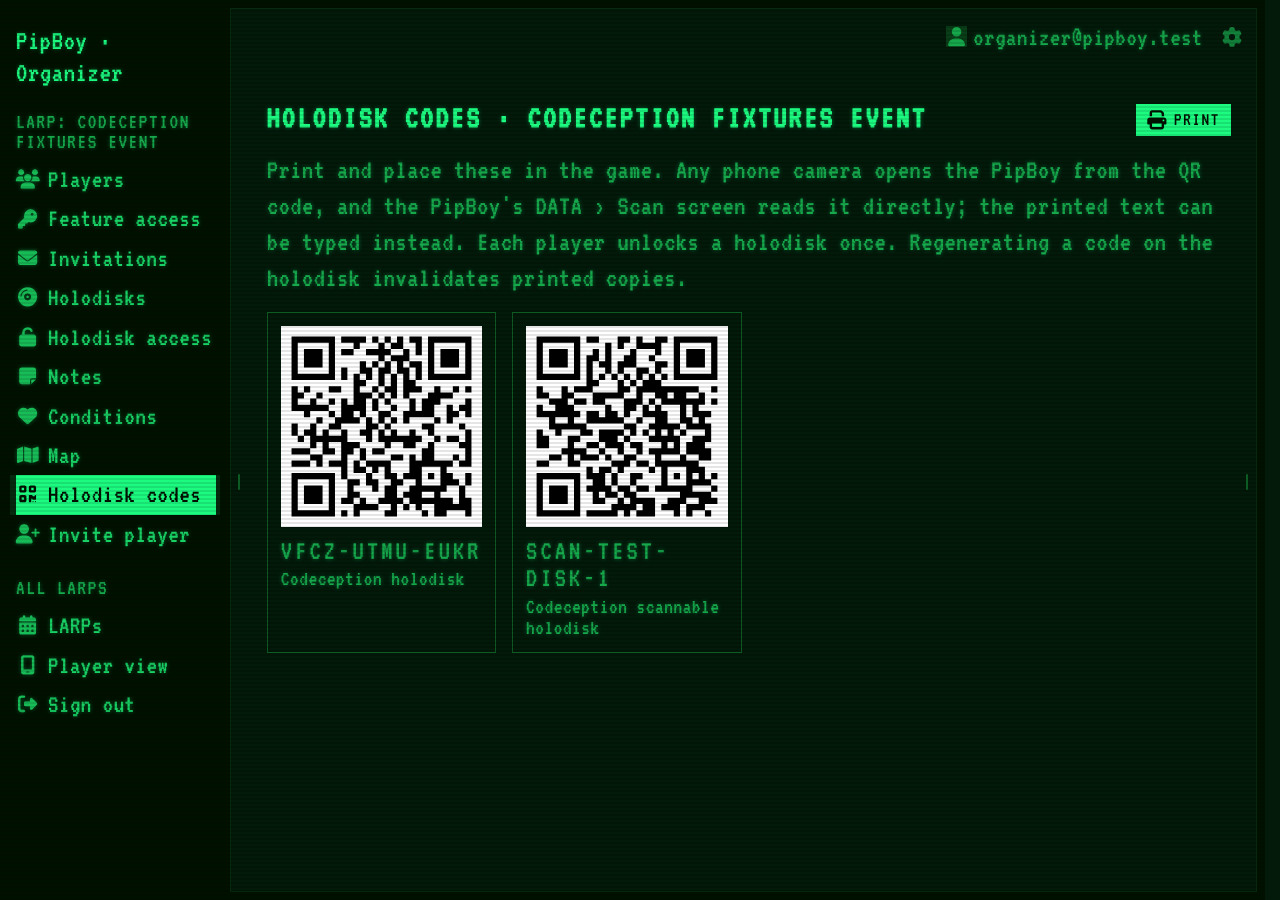 PipBoy ·
Organizer
organizer@pipboy.test
LARP: CODECEPTION
FIXTURES EVENT
Players
Feature access
Invitations
Holodisks
Holodisk access
Notes
Conditions
Map
Holodisk codes
Invite player
ALL LARPS
LARPs
Player view
Sign out
HOLODISK CODES · CODECEPTION FIXTURES EVENT
PRINT
Print and place these in the game. Any phone camera opens the PipBoy from the QR
code, and the PipBoy's DATA › Scan screen reads it directly; the printed text can
be typed instead. Each player unlocks a holodisk once. Regenerating a code on the
holodisk invalidates printed copies.
VFCZ-UTMU-EUKR
Codeception holodisk
SCAN-TEST-
DISK-1
Codeception scannable
holodisk